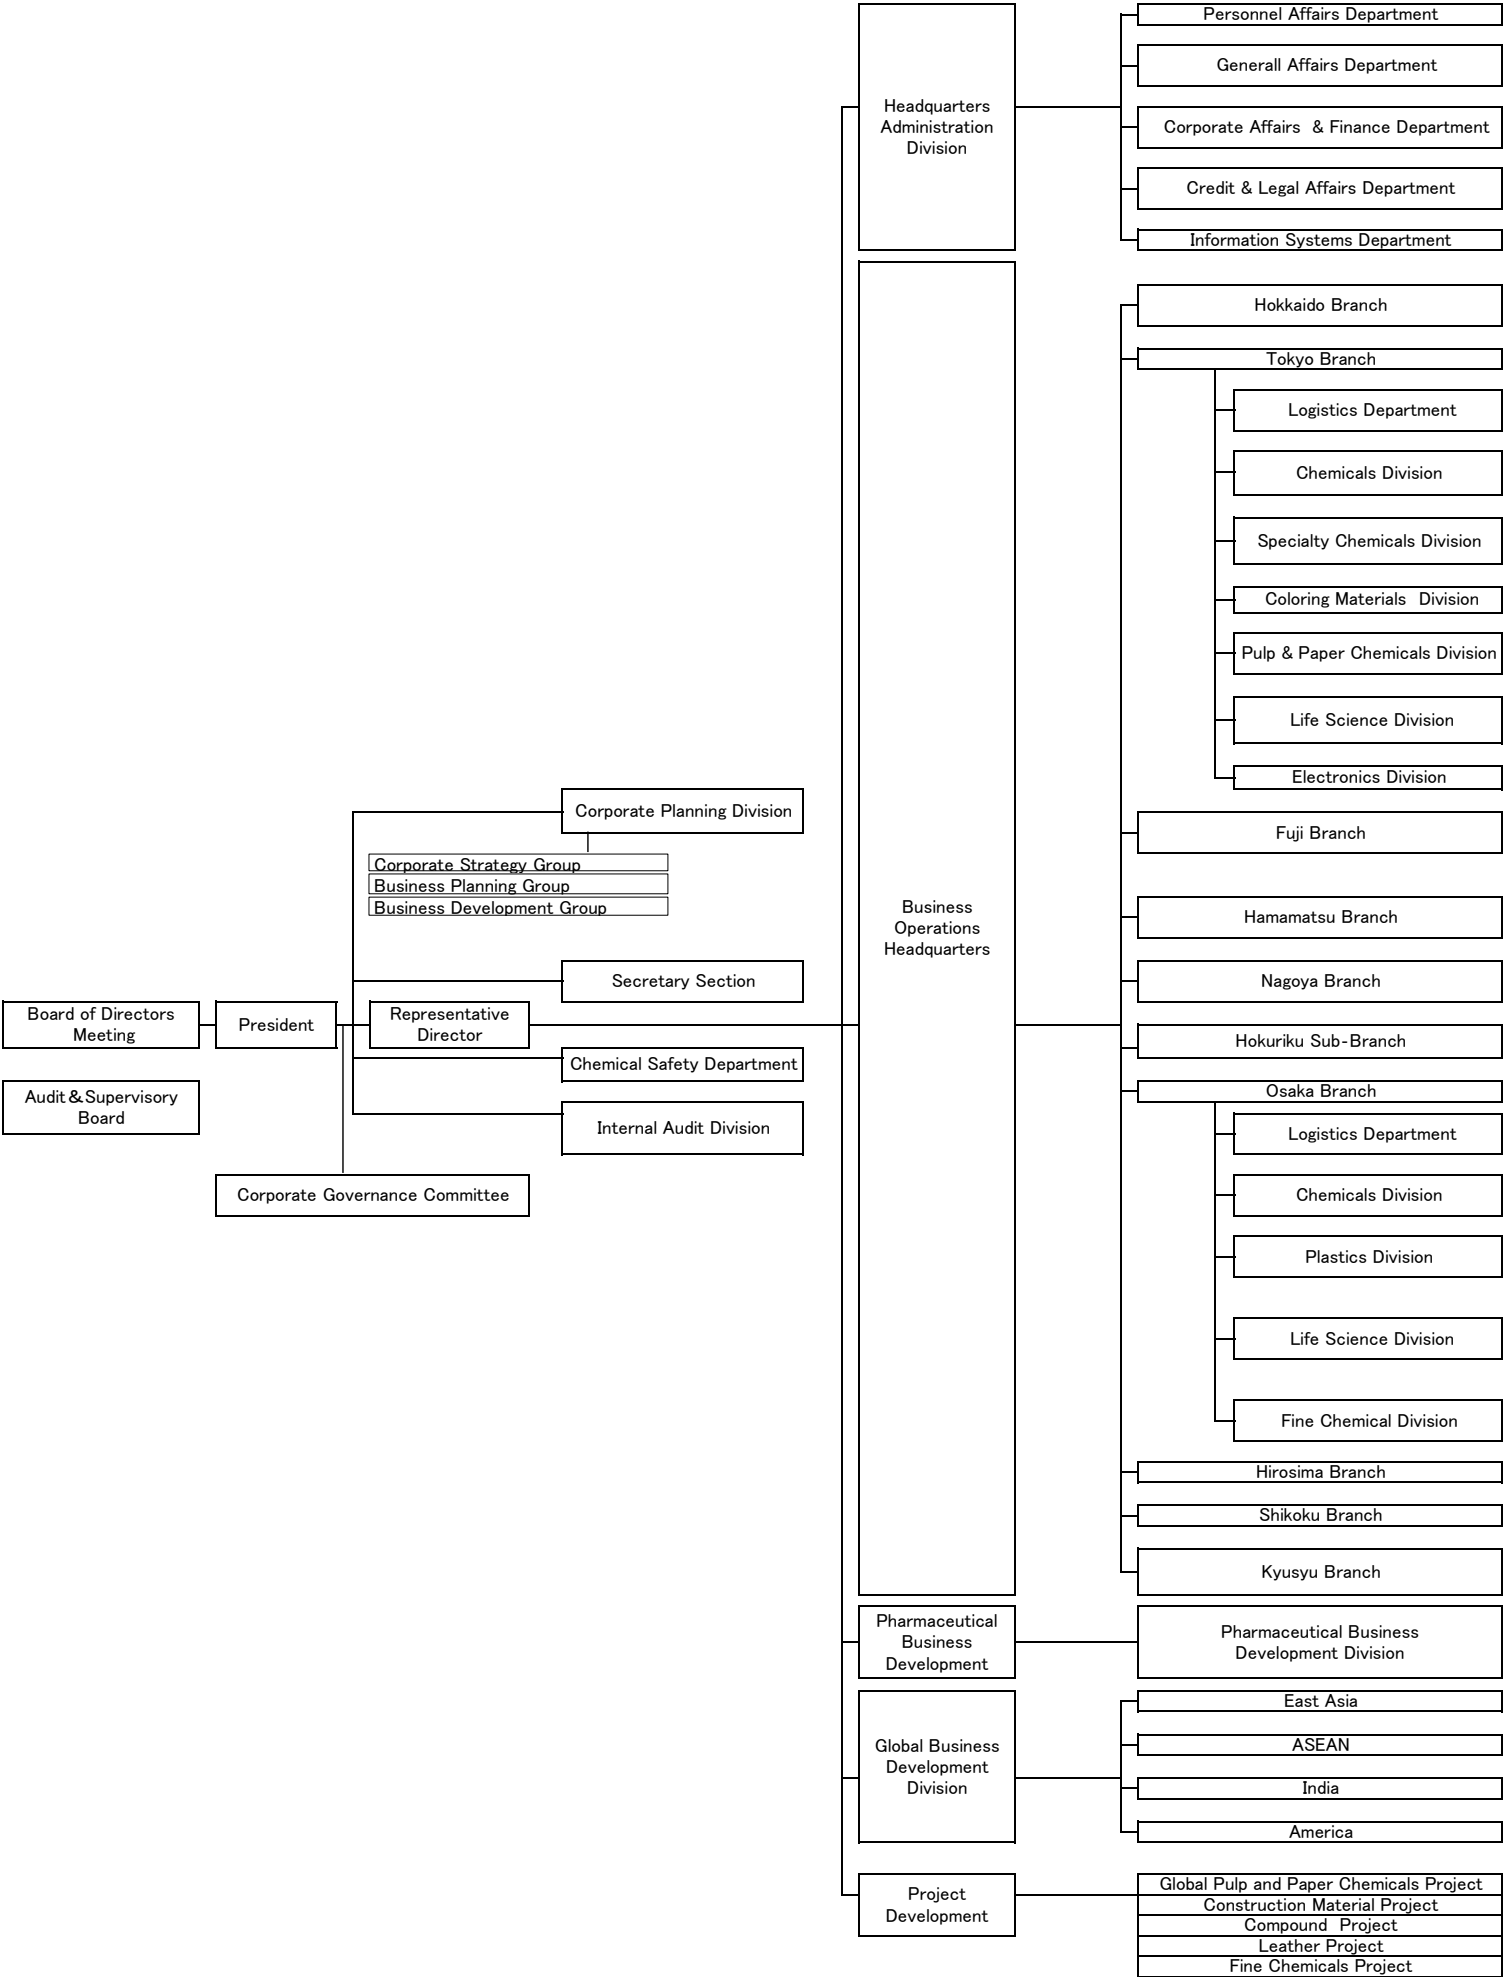 Board of Directors
Meeting
Audit＆Supervisory
Board
President
Corporate Governance Committee
Representative
Director
Corporate Planning Division
Corporate Strategy Group
Business Planning Group
Business Development Group
Secretary Section
Chemical Safety Department
Internal Audit Division
Headquarters
Administration
Division
Personnel Affairs Department
Generall Affairs Department
Corporate Affairs & Finance Department
Credit & Legal Affairs Department
Information Systems Department
Business
Operations
Headquarters
Hokkaido Branch
Tokyo Branch
Logistics Department
Chemicals Division
Specialty Chemicals Division
Coloring Materials Division
Pulp & Paper Chemicals Division
Life Science Division
Electronics Division
Fuji Branch
Hamamatsu Branch
Nagoya Branch
Hokuriku Sub-Branch
Osaka Branch
Logistics Department
Chemicals Division
Plastics Division
Life Science Division
Fine Chemical Division
Hirosima Branch
Shikoku Branch
Kyusyu Branch
Pharmaceutical
Business
Development
Pharmaceutical Business
Development Division
Global Business
Development
Division
East Asia
ASEAN
India
America
Project
Development
Global Pulp and Paper Chemicals Project
Construction Material Project
Compound Project
Leather Project
Fine Chemicals Project